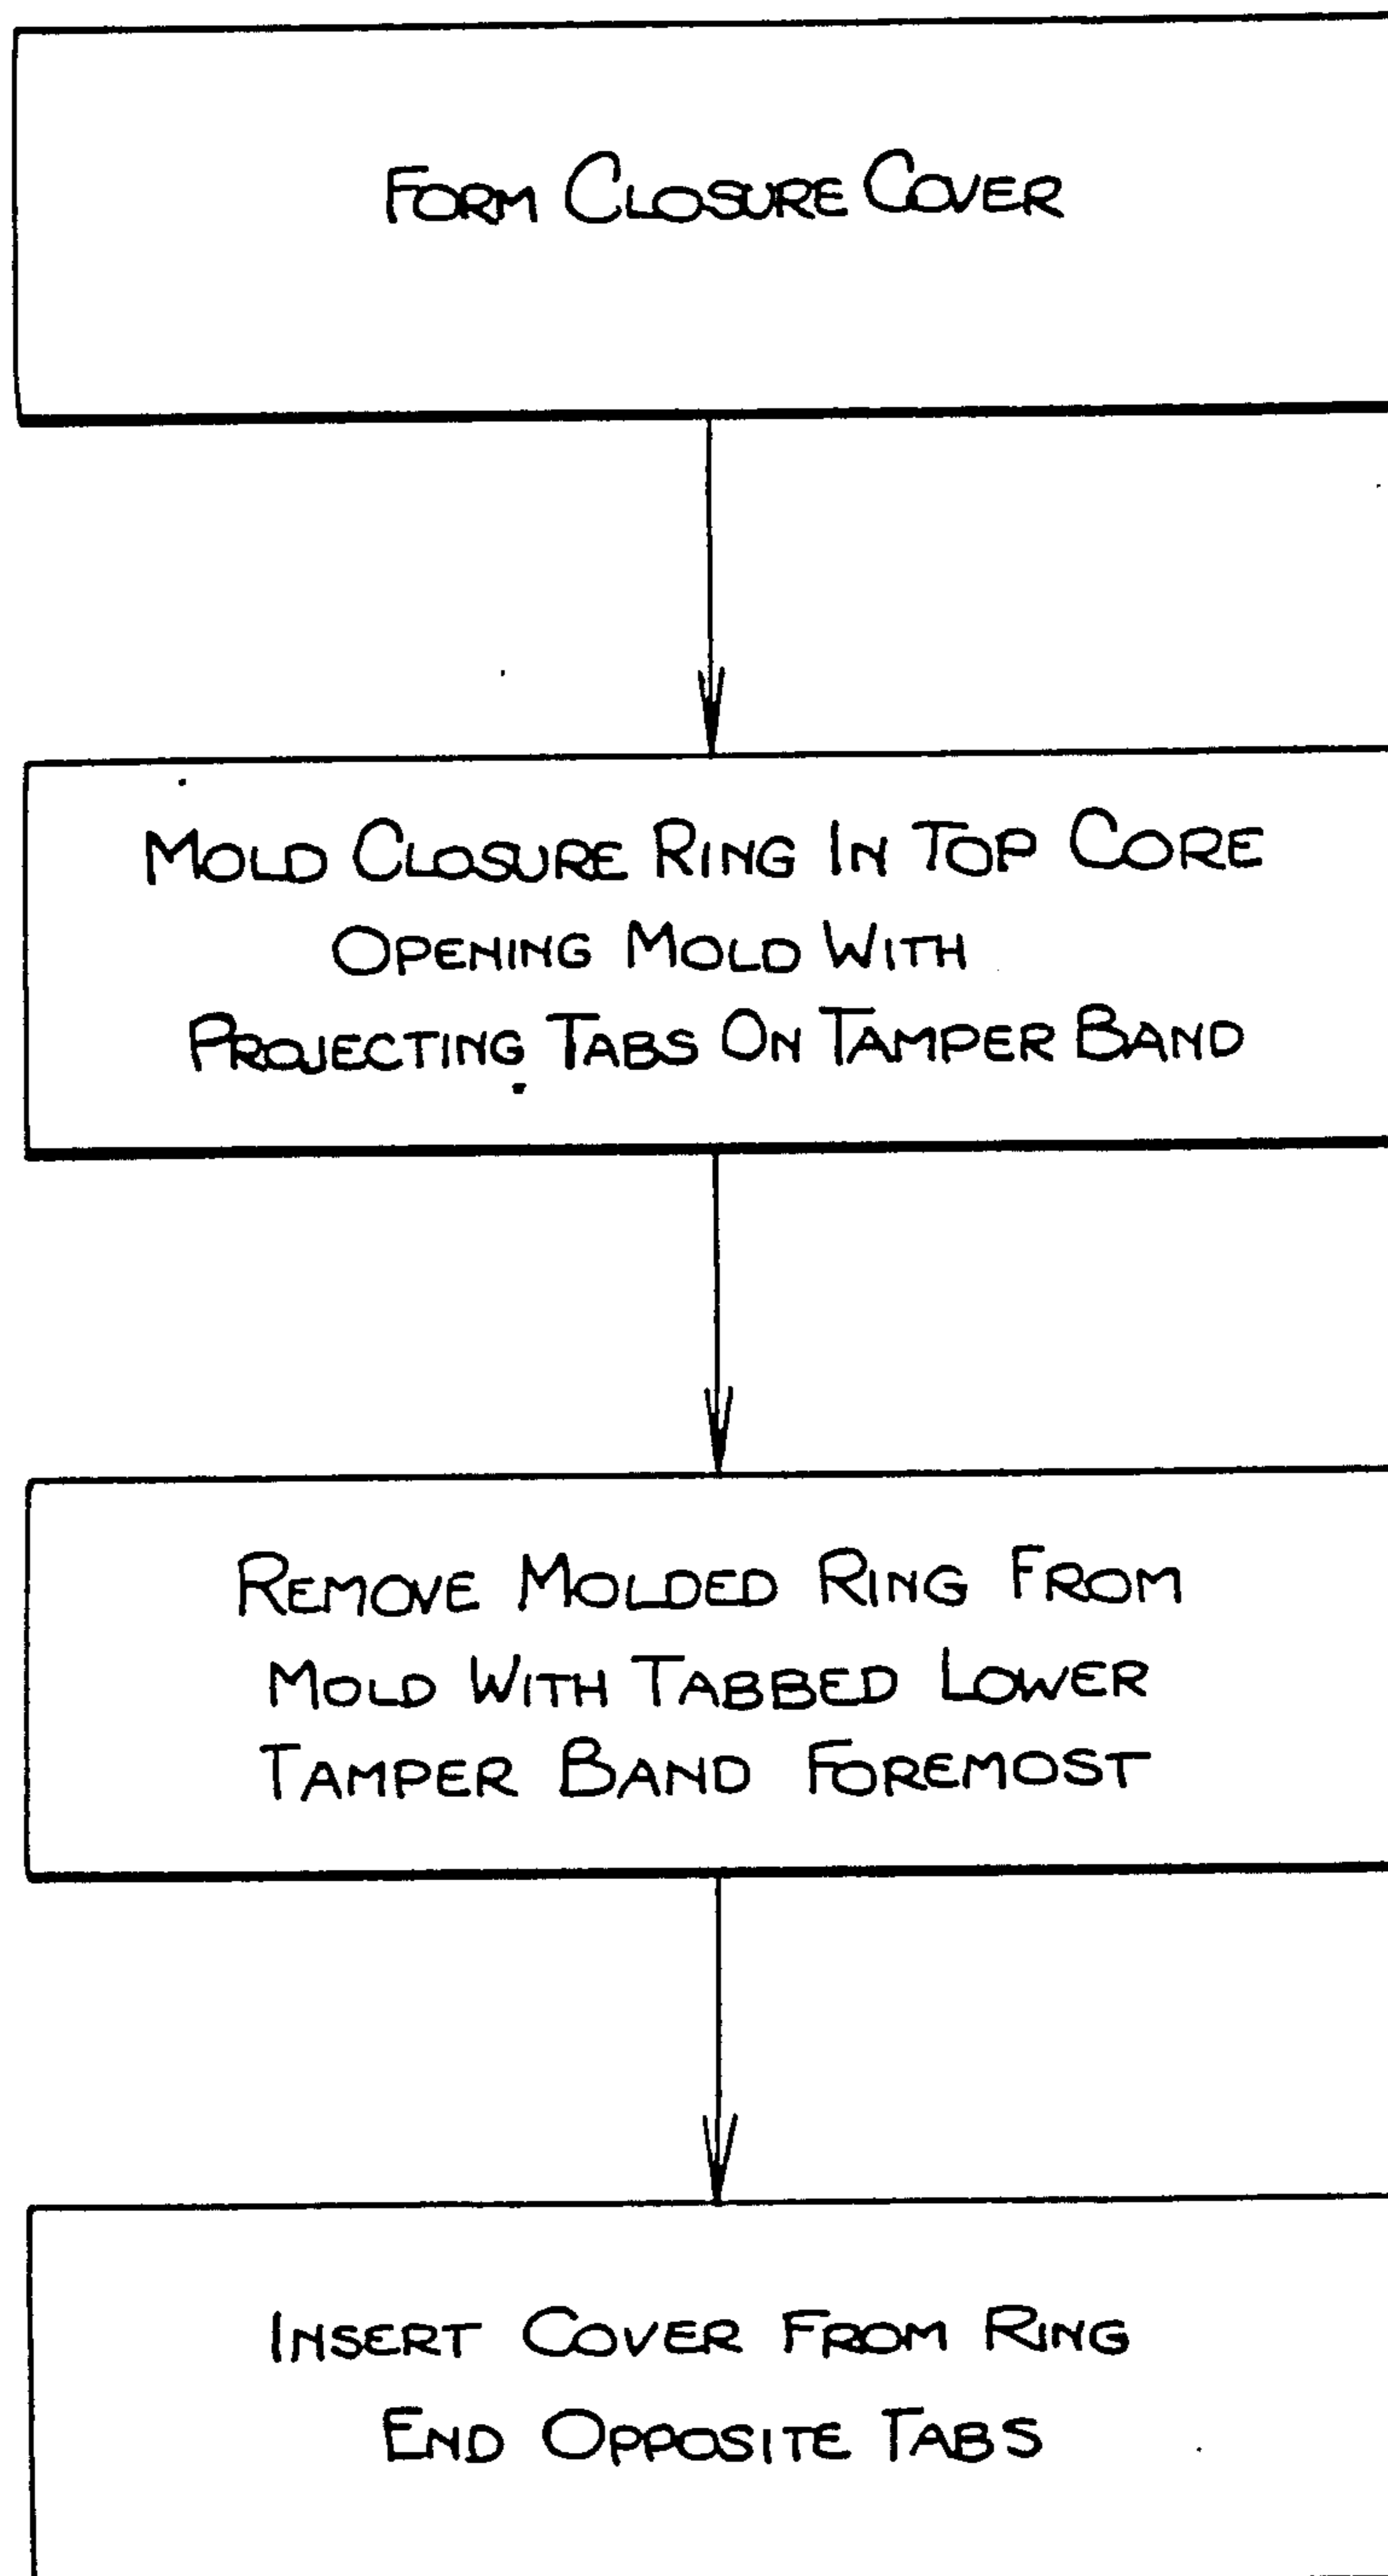 FORM CLOSURE COVER
MOLD CLOSURE RING IN TOP CORE
OPENING MOLD WITH
PROJECTING TABS ON TAMPER BAND
REMOVE MOLDED RING FROM
MOLD WITH TABBED LOWER
TAMPER BAND FOREMOST
INSERT COVER FROM RING
END OPPOSITE TABS